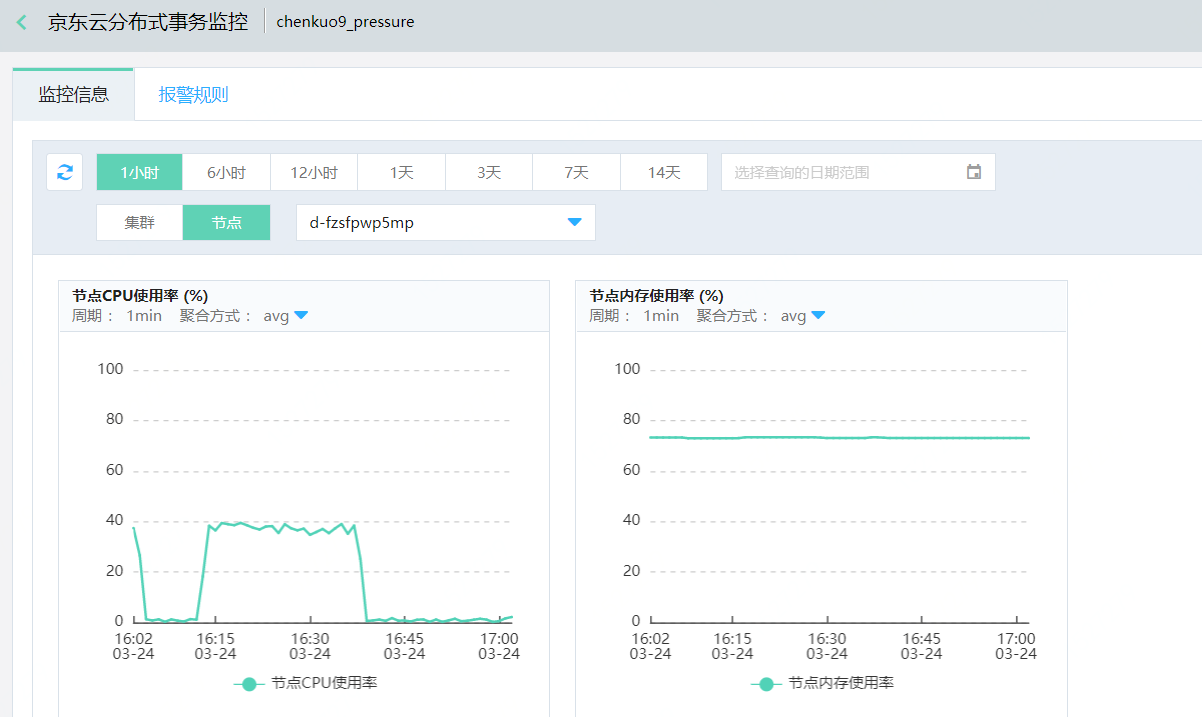 京东云分布式事务监控 chenkuo9_pressure
监控信息 报警规则
1小时 6小时 12小时 1天 3天 7天 14天 选择查询的日期范围
集群 节点 d-fzsfpwp5mp
节点CPU使用率 (%)
周期： 1min 聚合方式： avg
100
80
60
40
20
0
16:02 16:15 16:30 16:45 17:00
03-24 03-24 03-24 03-24 03-24
节点CPU使用率
节点内存使用率 (%)
周期： 1min 聚合方式： avg
100
80
60
40
20
0
16:02 16:15 16:30 16:45 17:00
03-24 03-24 03-24 03-24 03-24
节点内存使用率